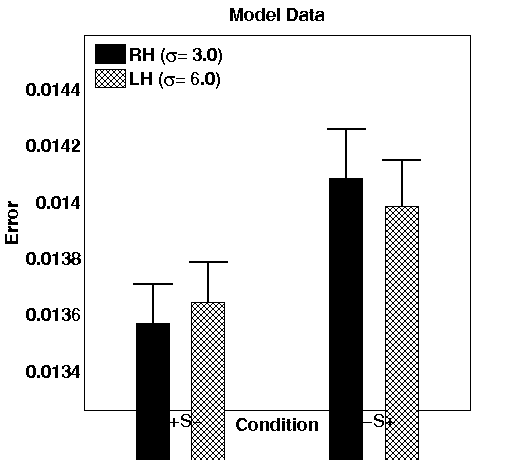 Model Data
RH (σ= 3.0)
LH (σ= 6.0)
0.0144
0.0142
0.014
0.0138
0.0136
0.0134
Error
+S−
Condition
−S+